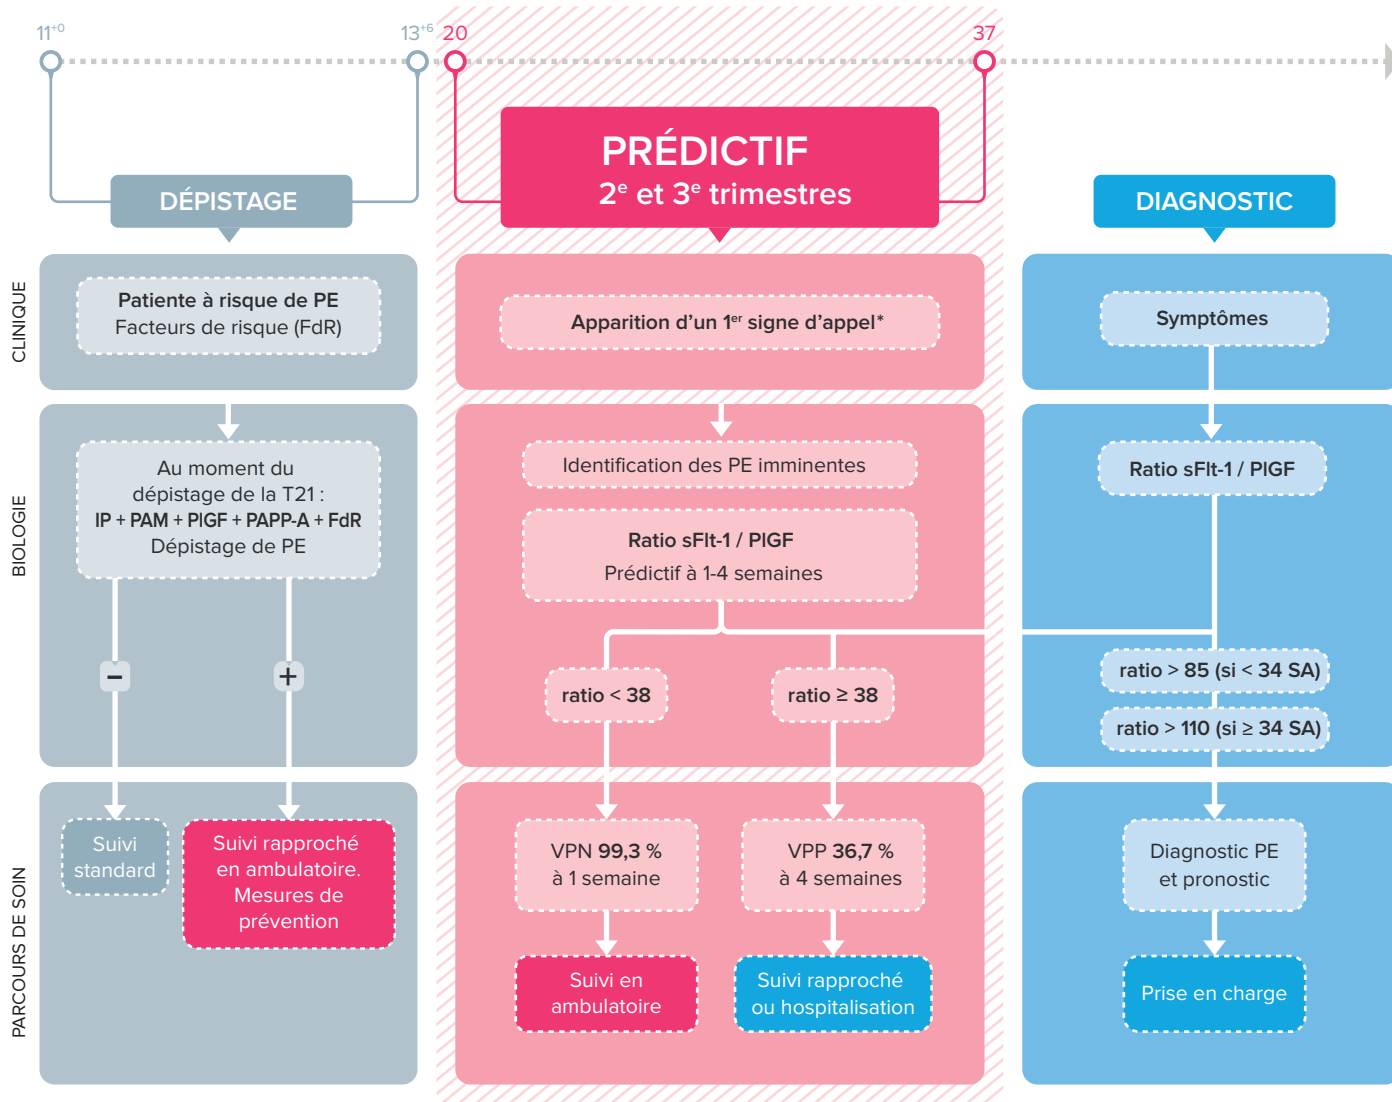 11+0
13+6
20
37
DÉPISTAGE
PRÉDICTIF
2e et 3e trimestres
DIAGNOSTIC
CLINIQUE
Patiente à risque de PE
Facteurs de risque (FdR)
Apparition d’un 1er signe d’appel*
Symptômes
BIOLOGIE
Au moment du
dépistage de la T21 :
IP + PAM + PlGF + PAPP-A + FdR
Dépistage de PE
–
+
Identification des PE imminentes
Ratio sFlt-1 / PlGF
Prédictif à 1-4 semaines
ratio < 38
ratio ≥ 38
Ratio sFlt-1 / PlGF
ratio > 85 (si < 34 SA)
ratio > 110 (si ≥ 34 SA)
PARCOURS DE SOIN
Suivi
standard
Suivi rapproché
en ambulatoire.
Mesures de
prévention
VPN 99,3 %
à 1 semaine
VPP 36,7 %
à 4 semaines
Suivi en
ambulatoire
Suivi rapproché
ou hospitalisation
Diagnostic PE
et pronostic
Prise en charge